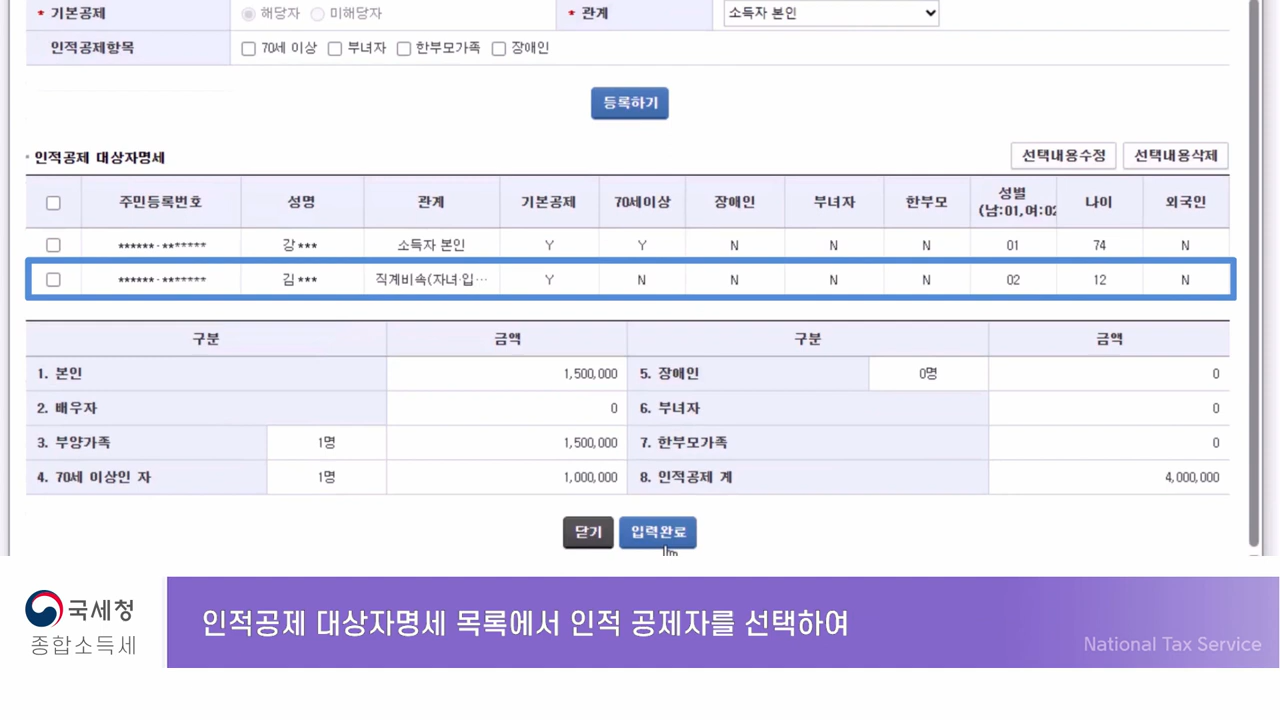 * 기본공제 해당자 미해당자 * 관계 소득자 본인
인적공제항목 70세 이상 부녀자 한부모가족 장애인
등록하기
인적공제 대상자명세 선택내용수정 선택내용삭제
주민등록번호 성명 관계 기본공제 70세이상 장애인 부녀자 한부모 성별 나이 외국인
(남:01,여:02
******-******* 강*** 소득자 본인 Y Y N N N 01 74 N
******-******* 김*** 직계비속(자녀·입··· Y N N N N 02 12 N
구분 금액 구분 금액
1. 본인 1,500,000 5. 장애인 0명 0
2. 배우자 0 6. 부녀자 0
3. 부양가족 1명 1,500,000 7. 한부모가족 0
4. 70세 이상인 자 1명 1,000,000 8. 인적공제 계 4,000,000
닫기 입력완료
국세청
종합소득세
인적공제 대상자명세 목록에서 인적 공제자를 선택하여
National Tax Service